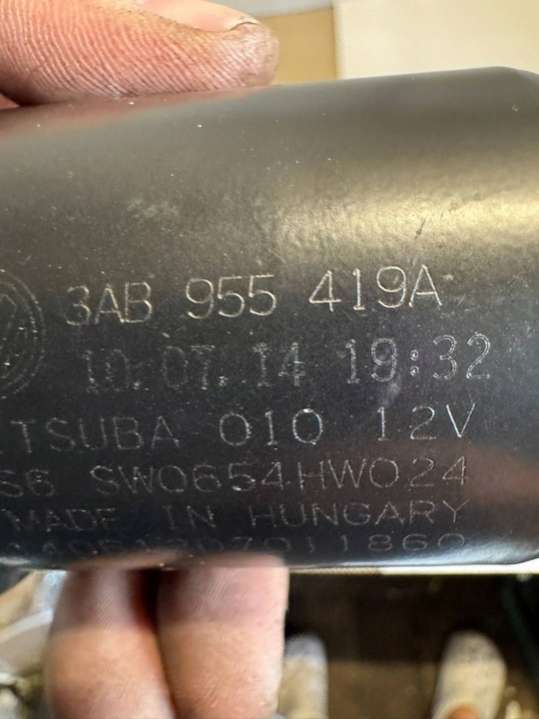 3AB 955 419A
10.07.14 19:32
TSUBA 010 12V
S6 SW0654HW024
MADE IN HUNGARY